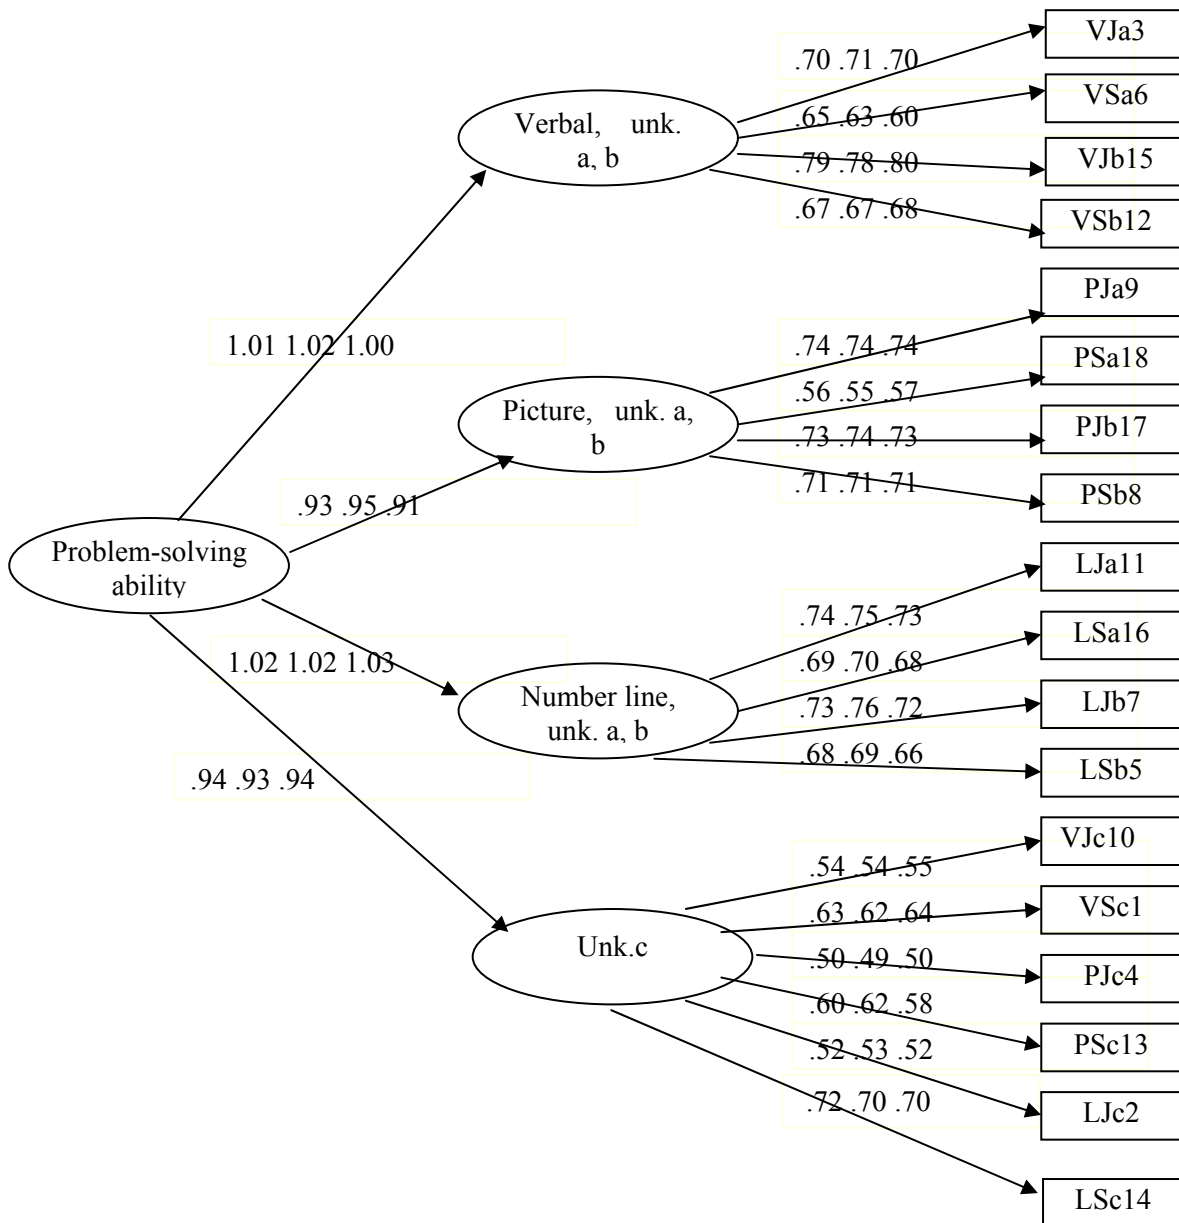 VJa3
.70 .71 .70
VSa6
Verbal, unk.
a, b
.65 .63 .60
VJb15
.79 .78 .80
.67 .67 .68
VSb12
PJa9
1.01 1.02 1.00
.74 .74 .74
PSa18
.56 .55 .57
Picture, unk. a,
b
.73 .74 .73
PJb17
.71 .71 .71
PSb8
.93 .95 .91
Problem-solving
ability
LJa11
.74 .75 .73
LSa16
1.02 1.02 1.03
.69 .70 .68
Number line,
unk. a, b
.73 .76 .72
LJb7
.68 .69 .66
LSb5
.94 .93 .94
VJc10
.54 .54 .55
VSc1
.63 .62 .64
Unk.c
.50 .49 .50
PJc4
.60 .62 .58
PSc13
.52 .53 .52
.72 .70 .70
LJc2
LSc14